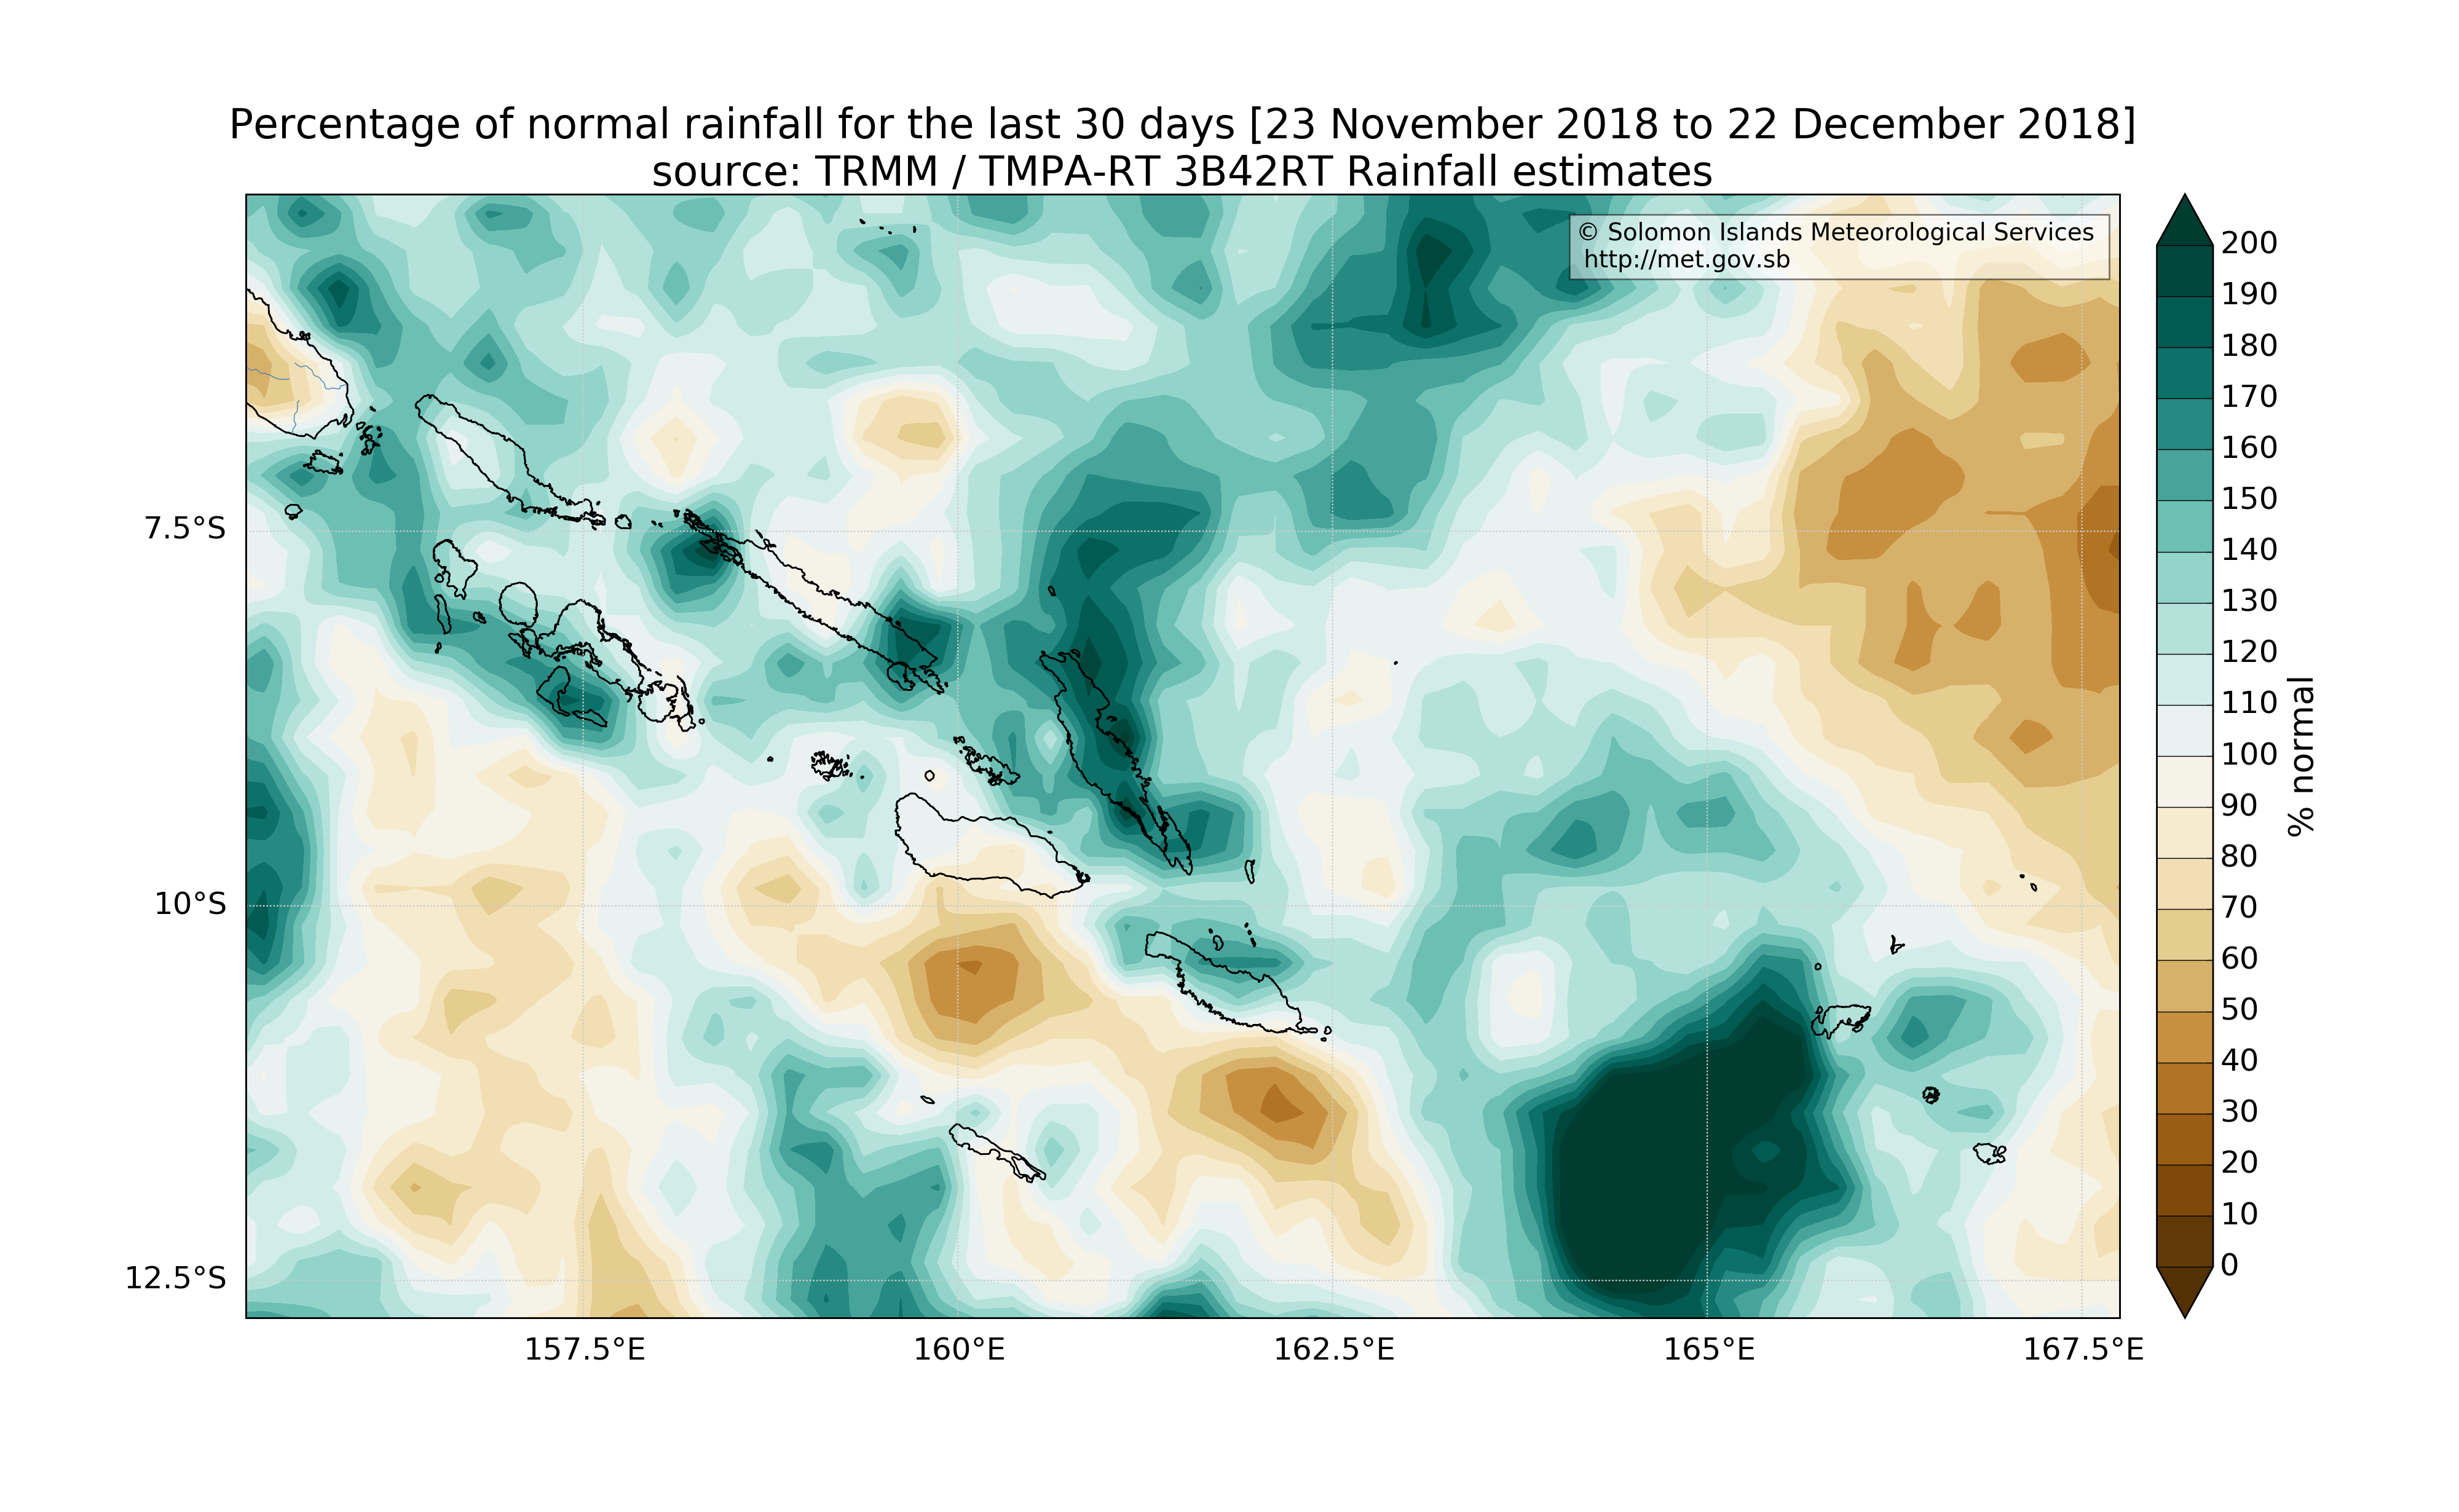 Percentage of normal rainfall for the last 30 days [23 November 2018 to 22 December 2018]
source: TRMM / TMPA-RT 3B42RT Rainfall estimates
© Solomon Islands Meteorological Services
http://met.gov.sb
7.5°S
10°S
12.5°S
157.5°E
160°E
162.5°E
165°E
167.5°E
200
190
180
170
160
150
140
130
120
110
100
90
80
70
60
50
40
30
20
10
0
% normal